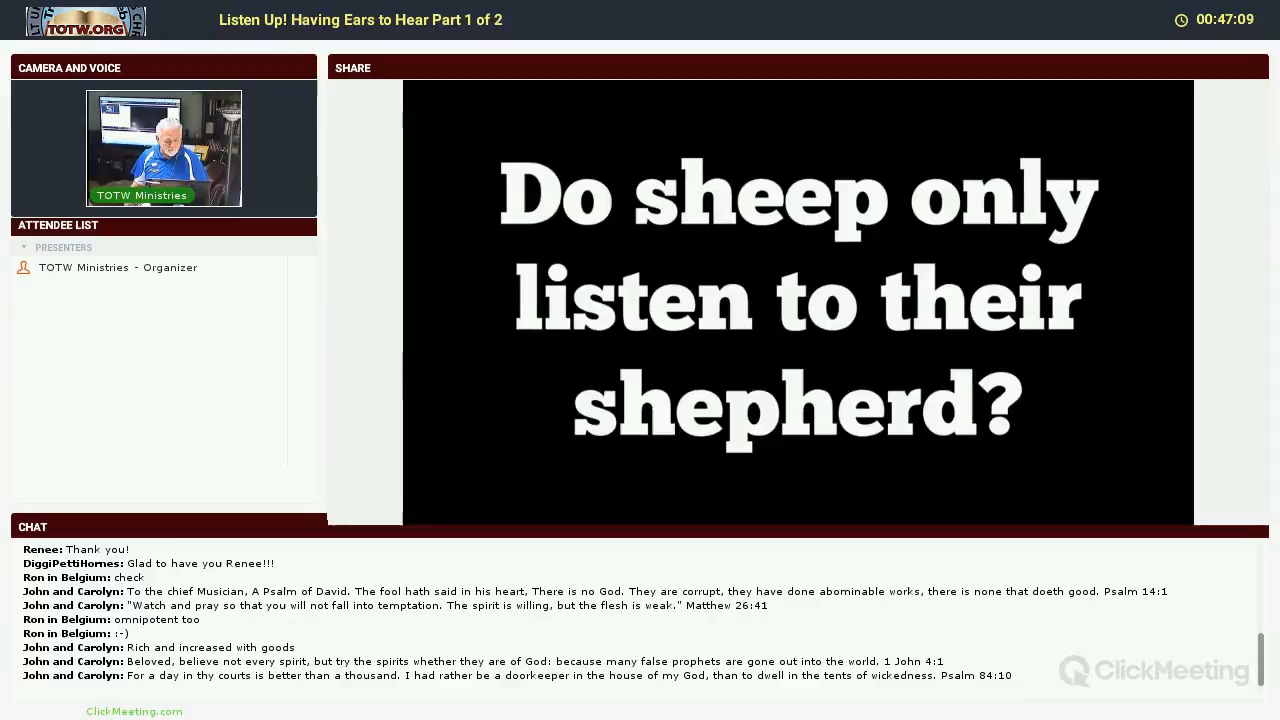 TOTW.ORG
Listen Up! Having Ears to Hear Part 1 of 2
00:47:09
CAMERA AND VOICE
TOTW Ministries
ATTENDEE LIST
PRESENTERS
TOTW Ministries - Organizer
SHARE
Do sheep only
listen to their
shepherd?
CHAT
Renee: Thank you!
DiggiPettiHornes: Glad to have you Renee!!!
Ron in Belgium: check
John and Carolyn: To the chief Musician, A Psalm of David. The fool hath said in his heart, There is no God. They are corrupt, they have done abominable works, there is none that doeth good. Psalm 14:1
John and Carolyn: "Watch and pray so that you will not fall into temptation. The spirit is willing, but the flesh is weak." Matthew 26:41
Ron in Belgium: omnipotent too
Ron in Belgium: :-)
John and Carolyn: Rich and increased with goods
John and Carolyn: Beloved, believe not every spirit, but try the spirits whether they are of God: because many false prophets are gone out into the world. 1 John 4:1
John and Carolyn: For a day in thy courts is better than a thousand. I had rather be a doorkeeper in the house of my God, than to dwell in the tents of wickedness. Psalm 84:10
ClickMeeting
ClickMeeting.com